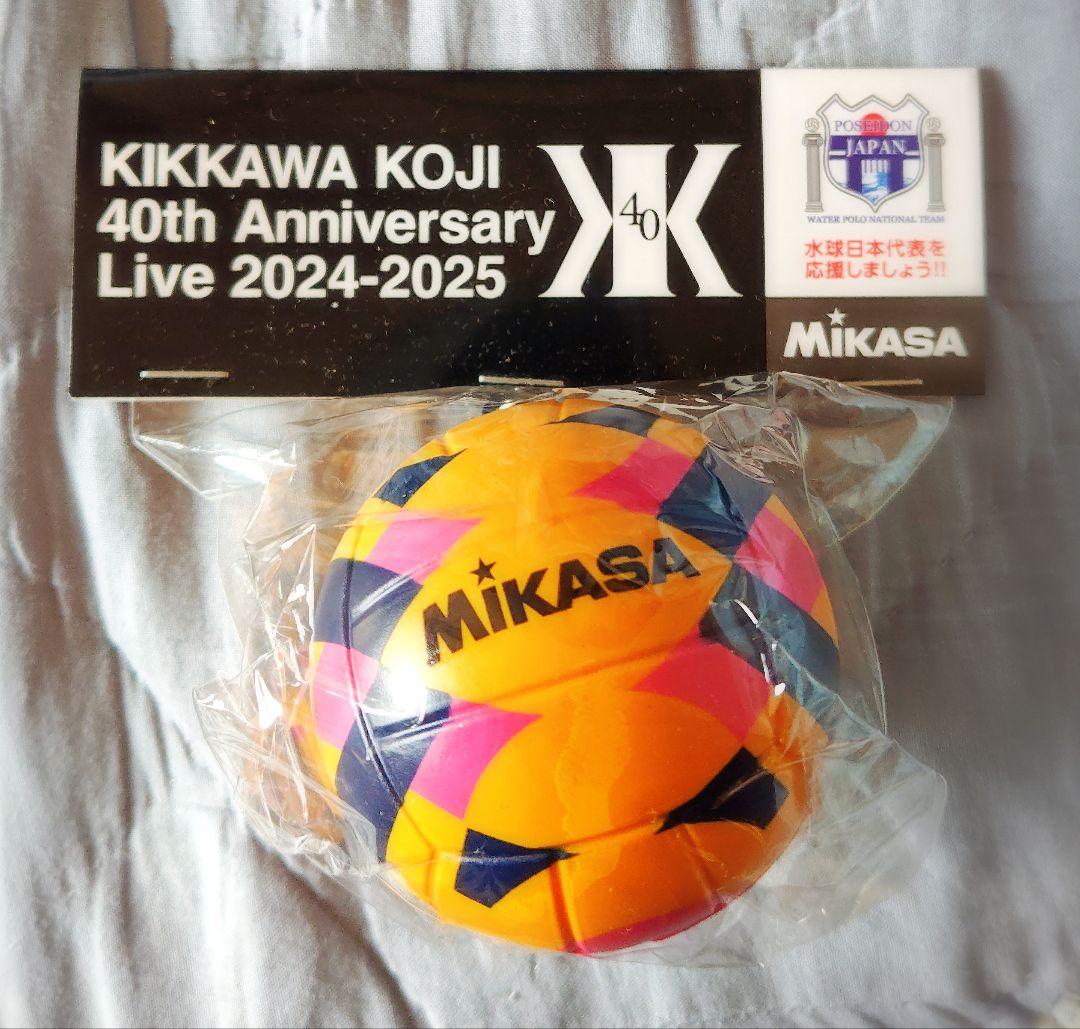 KIKKAWA KOJI
40th Anniversary
Live 2024-2025
40
POSEIDON
JAPAN
WATER POLO NATIONAL TEAM
水球日本代表を
応援しましょう!!
MiKASA
MiKASA